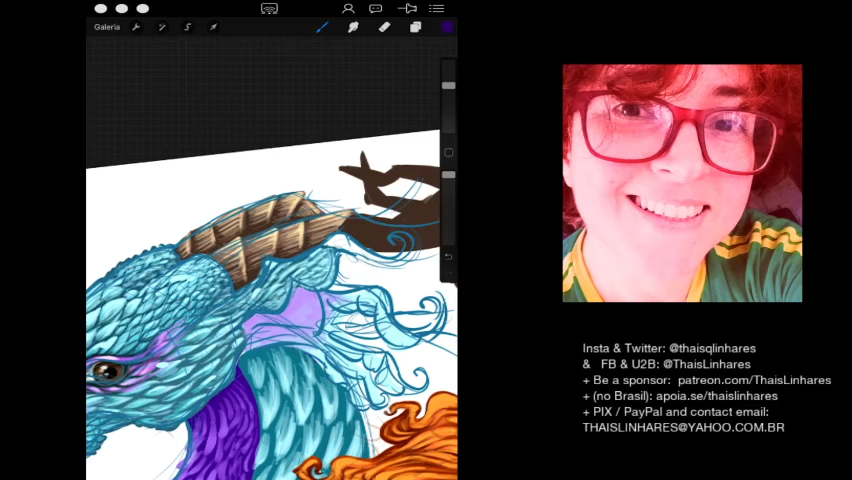 Galeria
Insta & Twitter: @thaisqlinhares
& FB & U2B: @ThaisLinhares
+ Be a sponsor: patreon.com/ThaisLinhares
+ (no Brasil): apoia.se/thaislinhares
+ PIX / PayPal and contact email:
THAISLINHARES@YAHOO.COM.BR